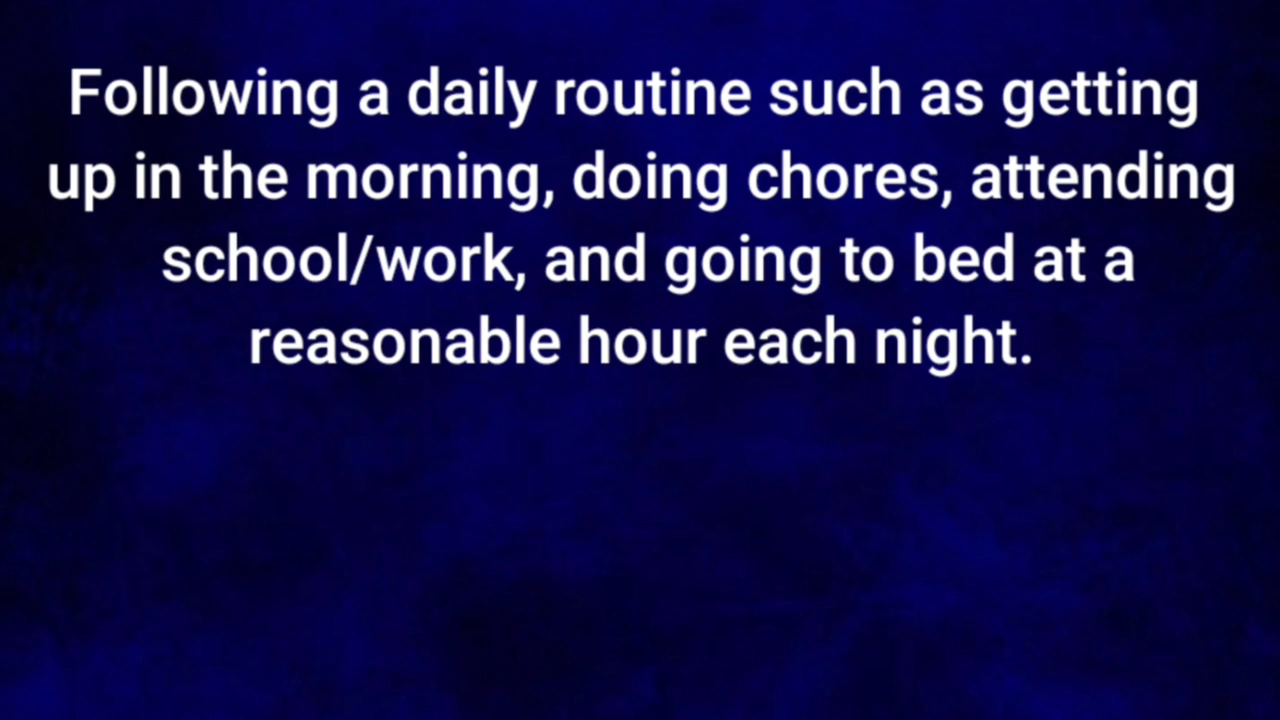 Following a daily routine such as getting
up in the morning, doing chores, attending
school/work, and going to bed at a
reasonable hour each night.